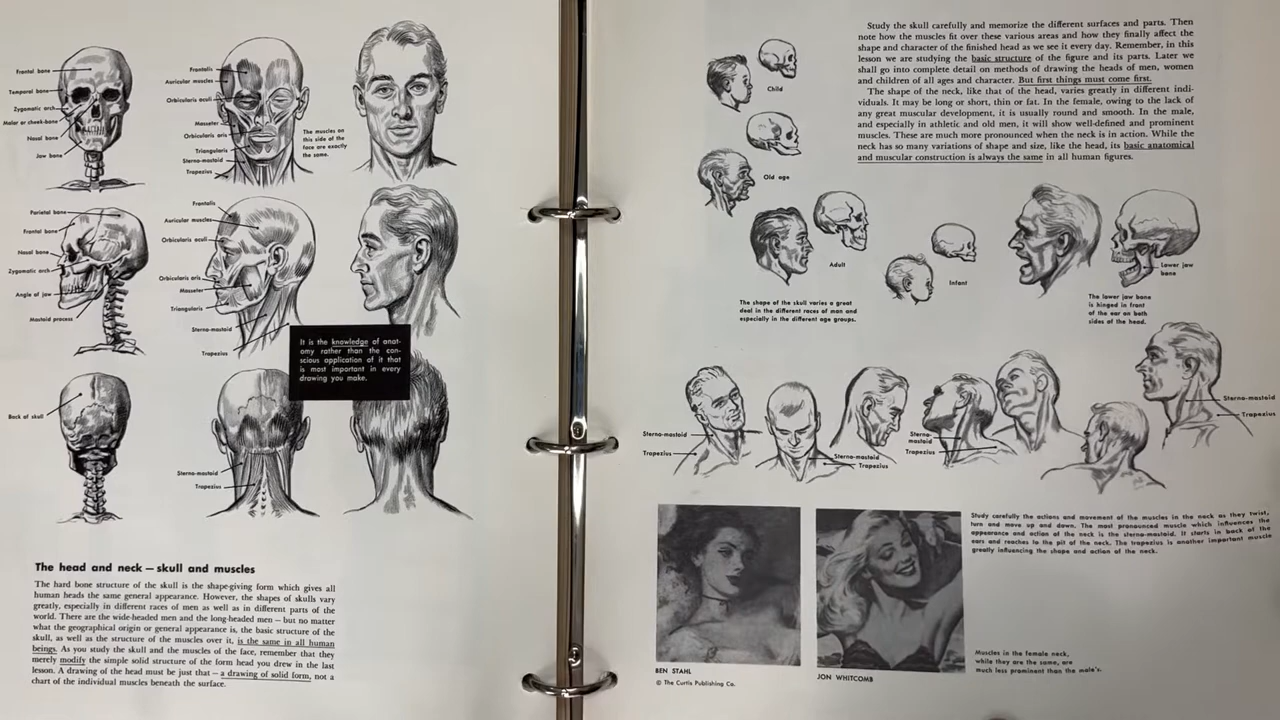 Frontal bone
Temporal bone
Zygomatic arch
Malar or cheek-bone
Nasal bone
Jaw bone
Frontalis
Auricular muscles
Orbicularis oculi
Masseter
Orbicularis oris
Triangularis
Sterno-mastoid
Trapezius
The muscles on
this side of the
face are exactly
the same.
Parietal bone
Frontal bone
Nasal bone
Zygomatic arch
Angle of jaw
Mastoid process
Frontalis
Auricular muscles
Orbicularis oculi
Orbicularis oris
Masseter
Triangularis
Sterno-mastoid
Trapezius
It is the knowledge of anat-
omy rather than the con-
scious application of it that
is most important in every
drawing you make.
Back of skull
Sterno-mastoid
Trapezius
The head and neck — skull and muscles
The hard bone structure of the skull is the shape-giving form which gives all
human heads the same general appearance. However, the shapes of skulls vary
greatly, especially in different races of men as well as in different parts of the
world. There are the wide-headed men and the long-headed men – but no matter
what the geographical origin or general appearance is, the basic structure of the
skull, as well as the structure of the muscles over it, is the same in all human
beings. As you study the skull and the muscles of the face, remember that they
merely modify the simple solid structure of the form head you drew in the last
lesson. A drawing of the head must be just that – a drawing of solid form, not a
chart of the individual muscles beneath the surface.
Study the skull carefully and memorize the different surfaces and parts. Then
note how the muscles fit over these various areas and how they finally affect the
shape and character of the finished head as we see it every day. Remember, in this
lesson we are studying the basic structure of the figure and its parts. Later we
shall go into complete detail on methods of drawing the heads of men, women
and children of all ages and character. But first things must come first.
The shape of the neck, like that of the head, varies greatly in different indi-
viduals. It may be long or short, thin or fat. In the female, owing to the lack of
any great muscular development, it is usually round and smooth. In the male,
and especially in athletic and old men, it will show well-defined and prominent
muscles. These are much more pronounced when the neck is in action. While the
neck has so many variations of shape and size, like the head, its basic anatomical
and muscular construction is always the same in all human figures.
Child
Old age
Adult
Infant
Lower jaw
bone
The shape of the skull varies a great
deal in the different races of man and
especially in the different age groups.
The lower jaw bone
is hinged in front
of the ear on both
sides of the head.
Sterno-mastoid
Trapezius
Sterno-mastoid
Trapezius
Sterno-
mastoid
Trapezius
Sterno-mastoid
Trapezius
Study carefully the actions and movement of the muscles in the neck as they twist,
turn and move up and down. The most pronounced muscle which influences the
appearance and action of the neck is the sterno-mastoid. It starts in back of the
ears and reaches to the pit of the neck. The trapezius is another important muscle
greatly influencing the shape and action of the neck.
Muscles in the female neck,
while they are the same, are
much less prominent than the male's.
BEN STAHL
© The Curtis Publishing Co.
JON WHITCOMB